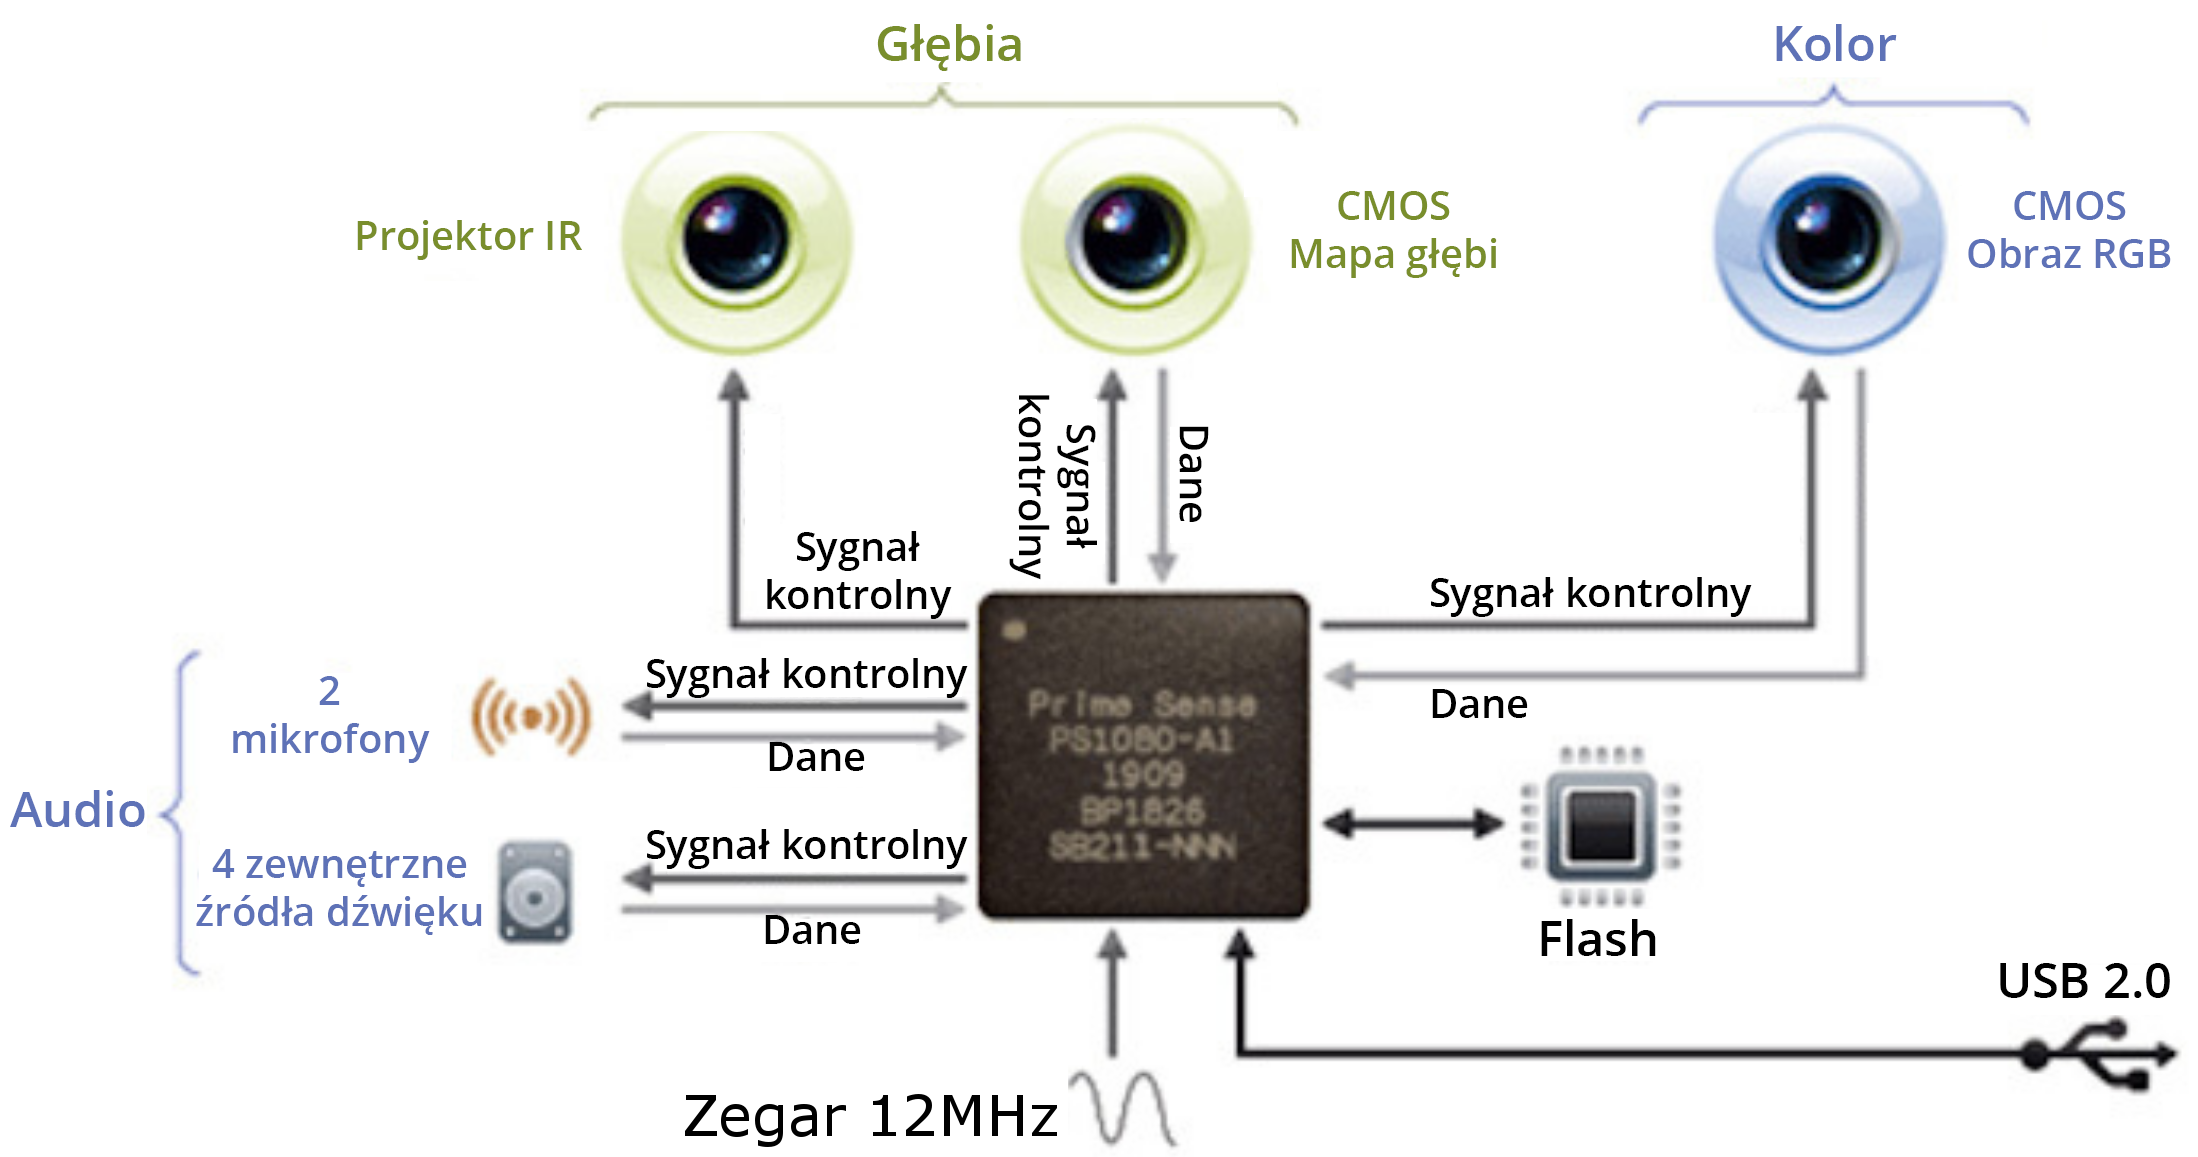 Głębia
Kolor
Projektor IR
CMOS
Mapa głębi
CMOS
Obraz RGB
Sygnał
kontrolny
Dane
Sygnał
kontrolny
Sygnał kontrolny
Dane
Audio
2
mikrofony
Sygnał kontrolny
Dane
4 zewnętrzne
źródła dźwięku
Sygnał kontrolny
Dane
Prime Sense
PS1080-A1
1909
BP1826
SB211-NNN
Flash
USB 2.0
Zegar 12MHz